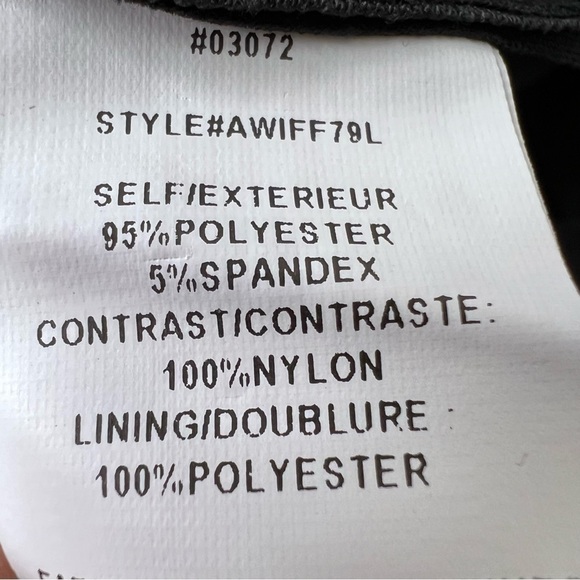 #03072
STYLE#AWIFF79L
SELF/EXTERIEUR
95%POLYESTER
5%SPANDEX
CONTRAST/CONTRASTE:
100%NYLON
LINING/DOUBLURE :
100%POLYESTER